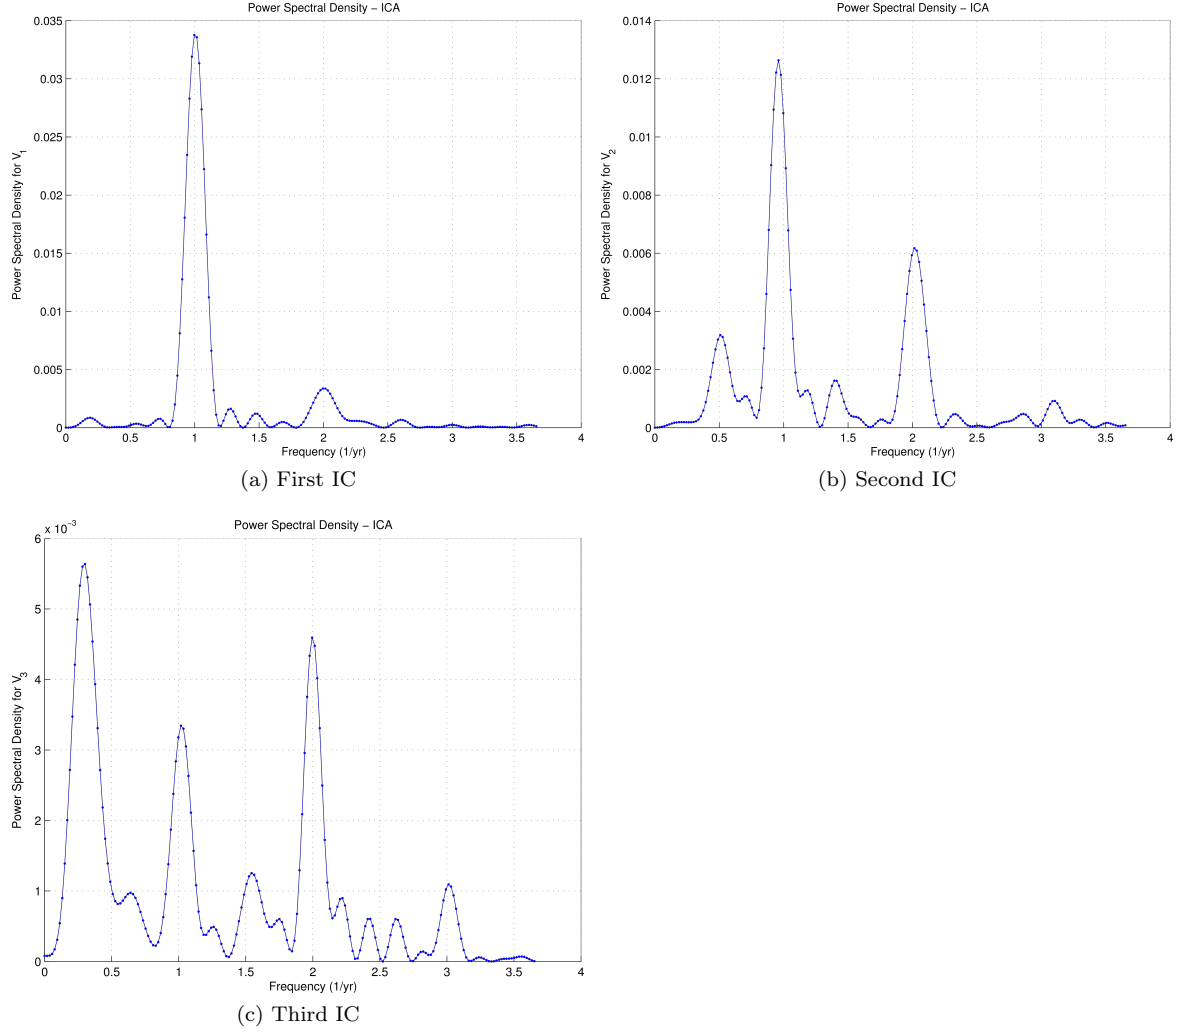 Power Spectral Density − ICA
0.035
0.03
0.025
0.02
0.015
0.01
0.005
0
Power Spectral Density for V1
0 0.5 1 1.5 2 2.5 3 3.5 4
Frequency (1/yr)
(a) First IC
Power Spectral Density − ICA
0.014
0.012
0.01
0.008
0.006
0.004
0.002
0
Power Spectral Density for V2
0 0.5 1 1.5 2 2.5 3 3.5 4
Frequency (1/yr)
(b) Second IC
Power Spectral Density − ICA
x 10−3
6
5
4
3
2
1
0
Power Spectral Density for V3
0 0.5 1 1.5 2 2.5 3 3.5 4
Frequency (1/yr)
(c) Third IC